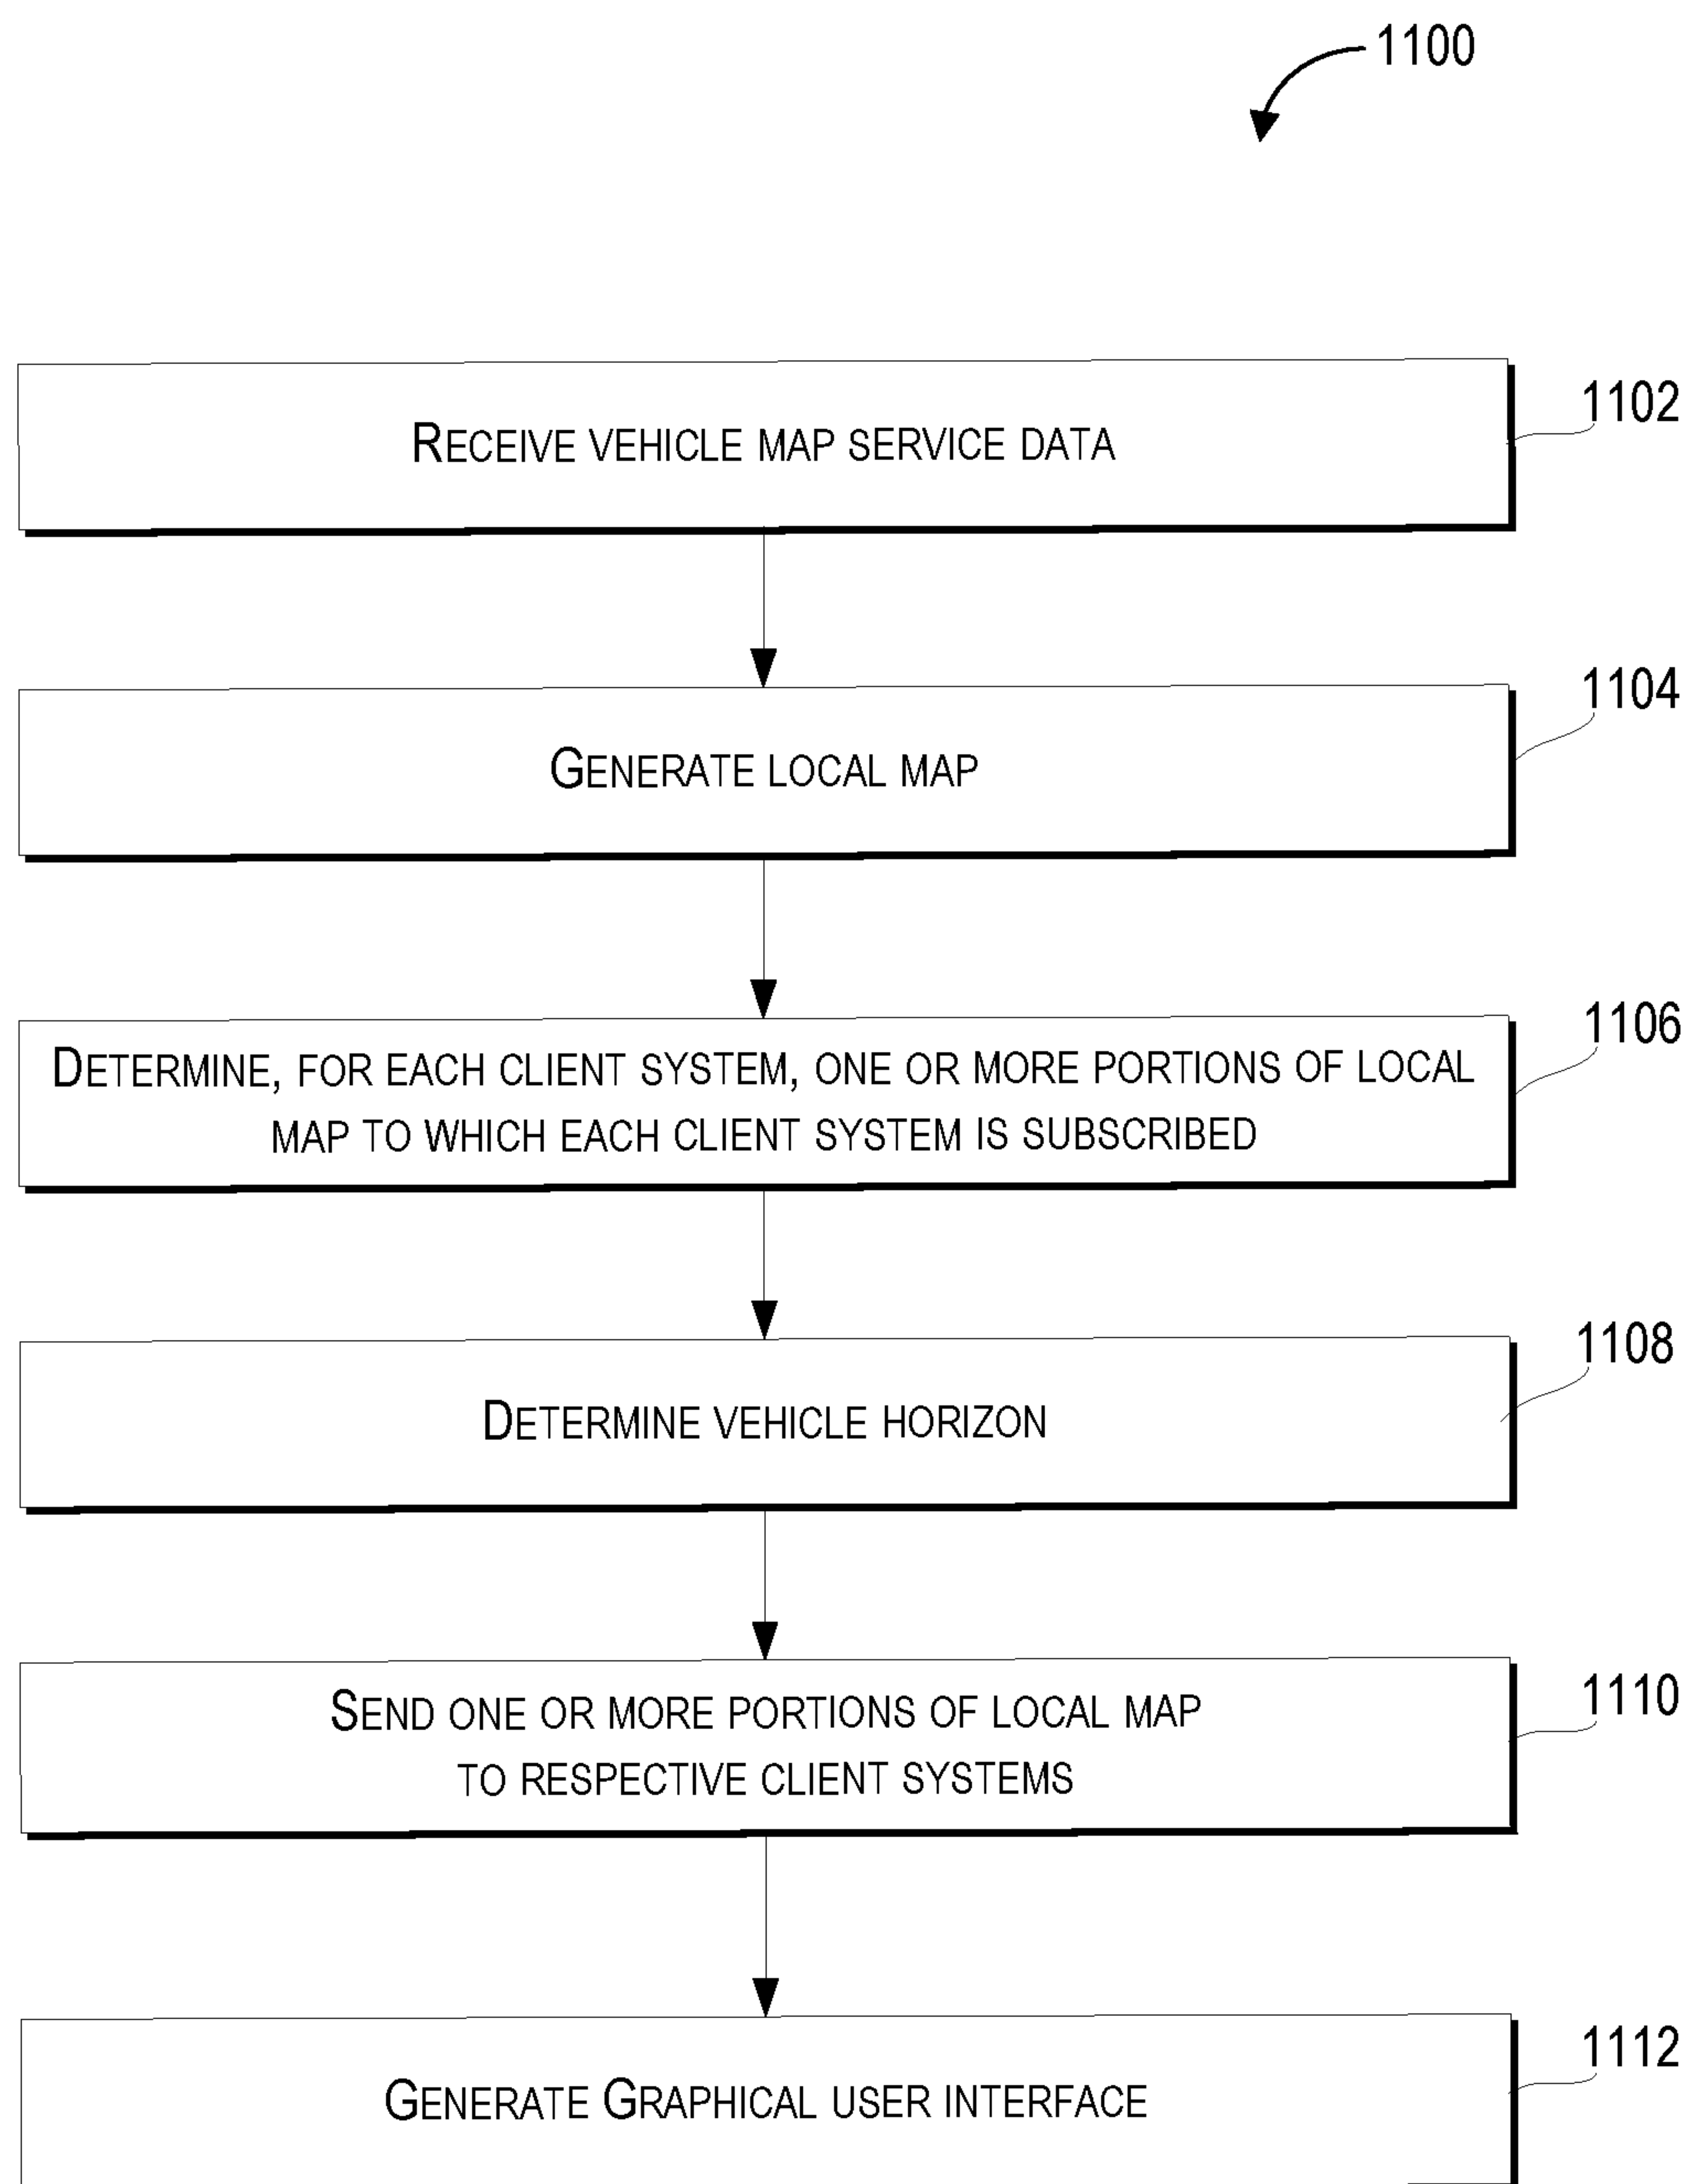 1100
RECEIVE VEHICLE MAP SERVICE DATA
1102
GENERATE LOCAL MAP
1104
DETERMINE, FOR EACH CLIENT SYSTEM, ONE OR MORE PORTIONS OF LOCAL
MAP TO WHICH EACH CLIENT SYSTEM IS SUBSCRIBED
1106
DETERMINE VEHICLE HORIZON
1108
SEND ONE OR MORE PORTIONS OF LOCAL MAP
TO RESPECTIVE CLIENT SYSTEMS
1110
GENERATE GRAPHICAL USER INTERFACE
1112